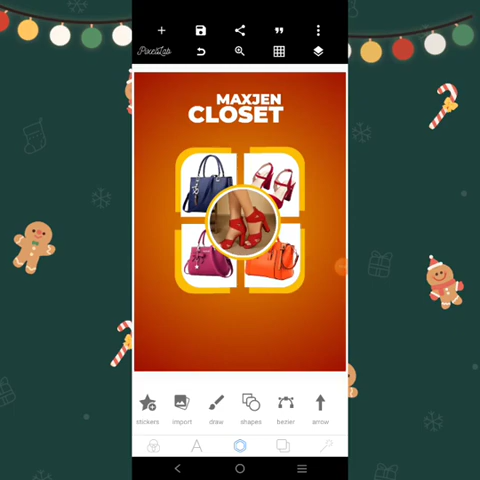 PixelLab
MAXJEN
CLOSET
stickers
import
draw
shapes
bezier
arrow